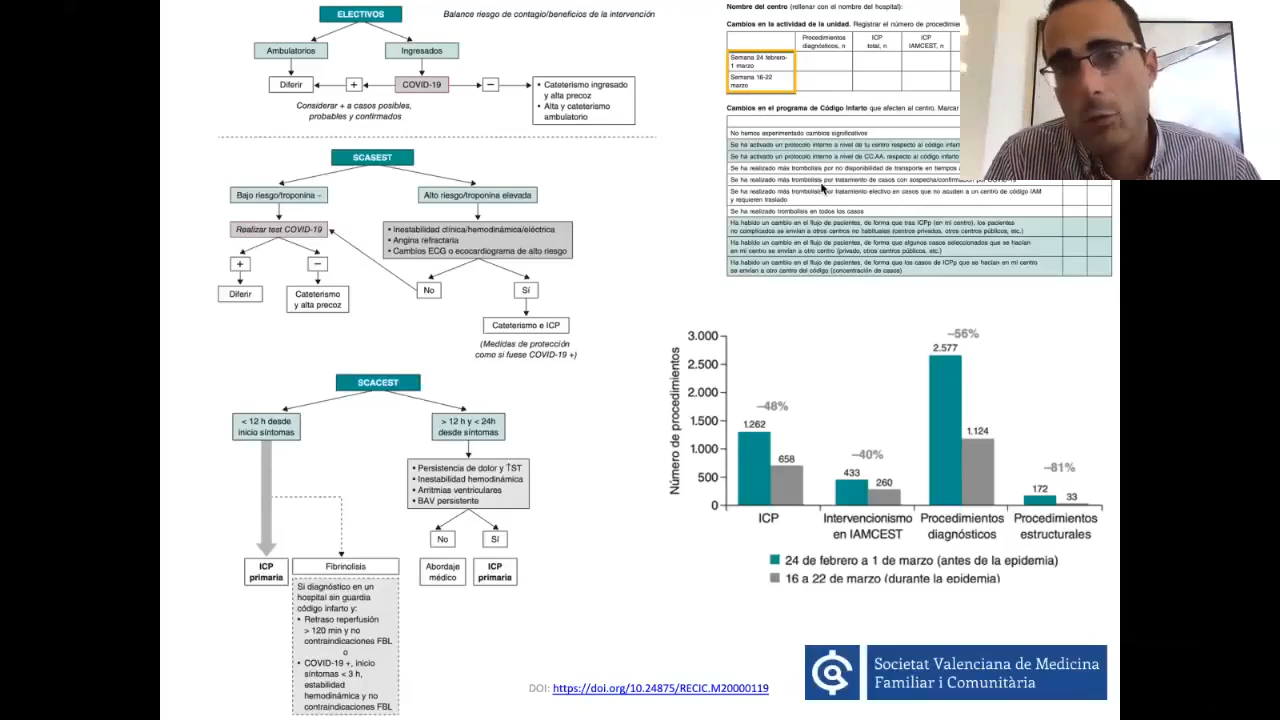 ELECTIVOS
Balance riesgo de contagio/beneficios de la intervención
Ambulatorios
Ingresados
Diferir
+
COVID-19
−
• Cateterismo ingresado
y alta precoz
• Alta y cateterismo
ambulatorio
Considerar + a casos posibles,
probables y confirmados
SCASEST
Bajo riesgo/troponina –
Alto riesgo/troponina elevada
Realizar test COVID-19
• Inestabilidad clínica/hemodinámica/eléctrica
• Angina refractaria
• Cambios ECG o ecocardiograma de alto riesgo
+
−
No
Sí
Diferir
Cateterismo
y alta precoz
Cateterismo e ICP
(Medidas de protección
como si fuese COVID-19 +)
SCACEST
< 12 h desde
inicio síntomas
> 12 h y < 24h
desde síntomas
• Persistencia de dolor y ↑ST
• Inestabilidad hemodinámica
• Arritmias ventriculares
• BAV persistente
No
Sí
ICP
primaria
Fibrinolisis
Abordaje
médico
ICP
primaria
Si diagnóstico en un
hospital sin guardia
código infarto y:
• Retraso reperfusión
> 120 min y no
contraindicaciones FBL
o
• COVID-19 +, inicio
síntomas < 3 h,
estabilidad
hemodinámica y no
contraindicaciones FBL
Nombre del centro (rellenar con el nombre del hospital):
Cambios en la actividad de la unidad. Registrar el número de
Procedimientos
diagnósticos, n
ICP
total, n
ICP
IAMCEST, n
Semana 24 febrero-
1 marzo
Semana 16-22
marzo
Cambios en el programa de Código Infarto que afecten al centro. Marcar
No hemos experimentado cambios significativos
Se ha activado un protocolo interno a nivel de tu centro respecto al código
Se ha activado un protocolo interno a nivel de CC.AA. respecto al código
Se ha realizado más trombolisis por no disponibilidad de transporte en tiempos
Se ha realizado más trombolisis por tratamiento de casos con sospecha/confirmación por
Se ha realizado más trombolisis por tratamiento electivo en casos que no acuden a un centro de código IAM
y requieren traslado
Se ha realizado trombolisis en todos los casos
Ha habido un cambio en el flujo de pacientes, de forma que tras ICPp (en mi centro), los pacientes
no complicados se envían a otros centros no habituales (centros privados, otros centros públicos, etc.)
Ha habido un cambio en el flujo de pacientes, de forma que algunos casos seleccionados que se hacían
en mi centro se envían a otro centro (privado, otros centros públicos, etc.)
Ha habido un cambio en el flujo de pacientes, de forma que los casos de ICPp que se hacían en mi centro
se envían a otro centro del código (concentración de casos)
Número de procedimientos
3.000
2.500
2.000
1.500
1.000
500
0
–48%
1.262
658
–40%
433
260
–56%
2.577
1.124
–81%
172
33
ICP
Intervencionismo
en IAMCEST
Procedimientos
diagnósticos
Procedimientos
estructurales
24 de febrero a 1 de marzo (antes de la epidemia)
16 a 22 de marzo (durante la epidemia)
DOI: https://doi.org/10.24875/RECIC.M20000119
Societat Valenciana de Medicina
Familiar i Comunitària